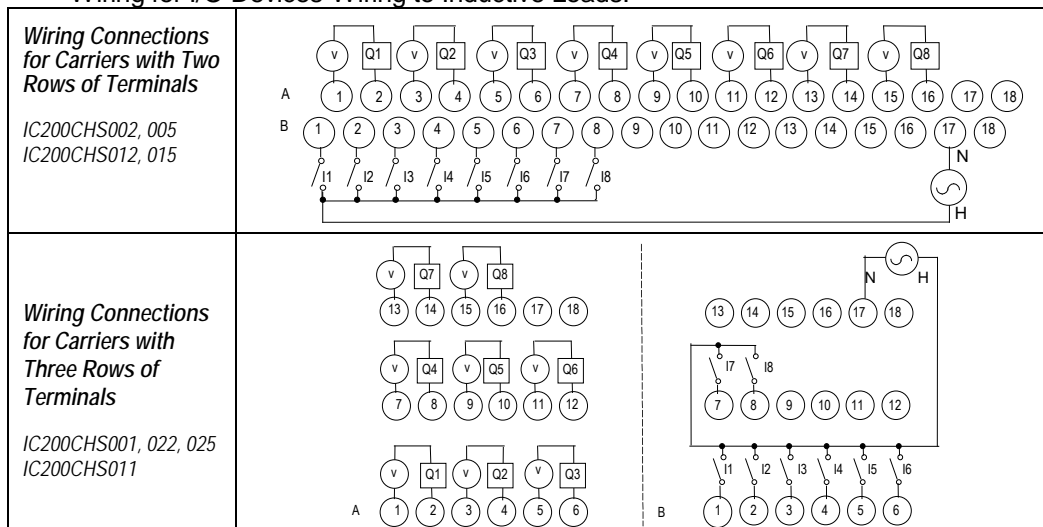 Wiring for I/O Devices Wiring to Inductive Loads.
Wiring Connections
for Carriers with Two
Rows of Terminals
IC200CHS002, 005
IC200CHS012, 015
V Q1 V Q2 V Q3 V Q4 V Q5 V Q6 V Q7 V Q8
A 1 2 3 4 5 6 7 8 9 10 11 12 13 14 15 16 17 18
B 1 2 3 4 5 6 7 8 9 10 11 12 13 14 15 16 17 18
N
I1 I2 I3 I4 I5 I6 I7 I8
H
Wiring Connections
for Carriers with
Three Rows of
Terminals
IC200CHS001, 022, 025
IC200CHS011
V Q7 V Q8
13 14 15 16 17 18
V Q4 V Q5 V Q6
7 8 9 10 11 12
V Q1 V Q2 V Q3
A 1 2 3 4 5 6
N H
13 14 15 16 17 18
I7 I8
7 8 9 10 11 12
I1 I2 I3 I4 I5 I6
B 1 2 3 4 5 6